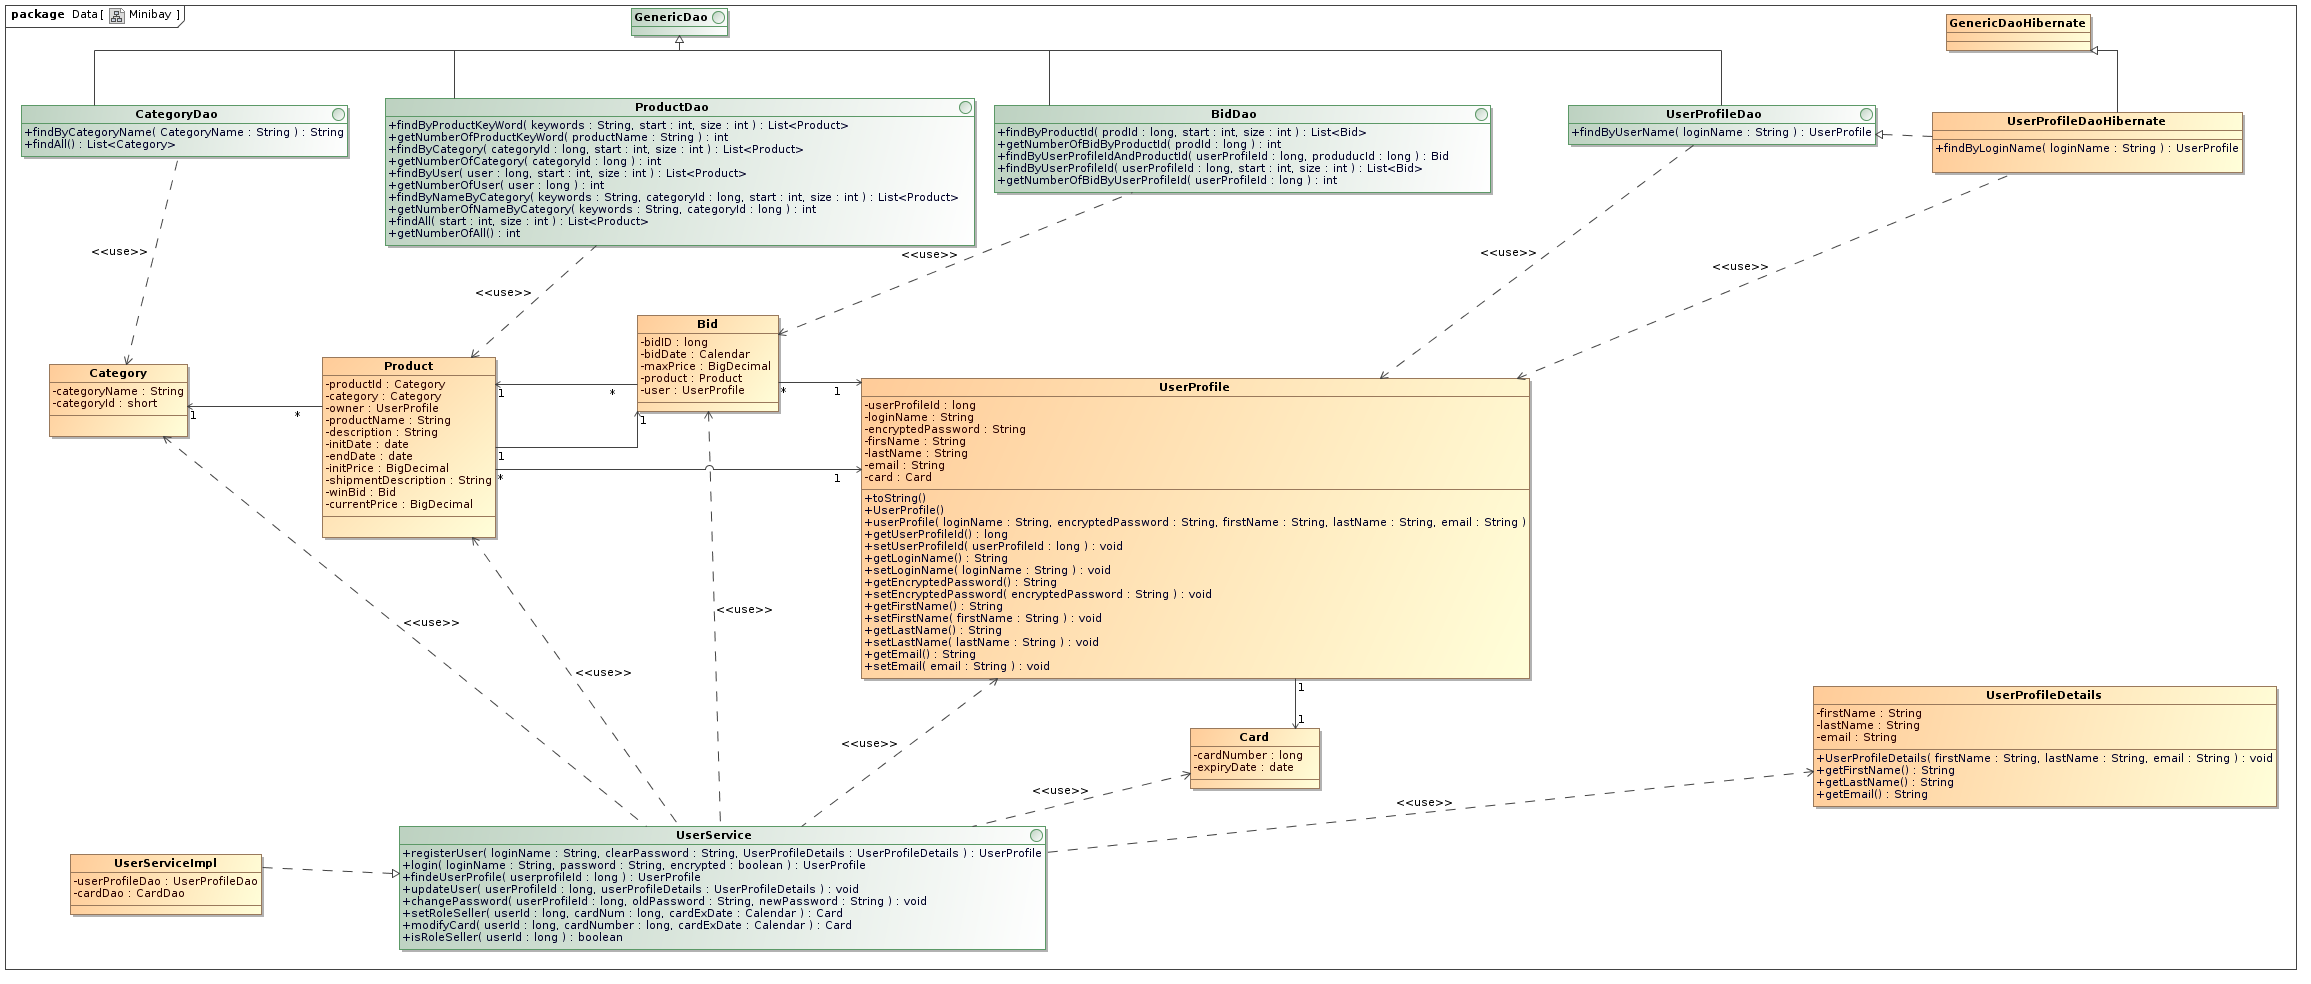 package Data [ Minibay ]
GenericDao
GenericDaoHibernate
CategoryDao
+findByCategoryName( CategoryName : String ) : String
+findAll() : List<Category>
ProductDao
+findByProductKeyWord( keywords : String, start : int, size : int ) : List<Product>
+getNumberOfProductKeyWord( productName : String ) : int
+findByCategory( categoryId : long, start : int, size : int ) : List<Product>
+getNumberOfCategory( categoryId : long ) : int
+findByUser( user : long, start : int, size : int ) : List<Product>
+getNumberOfUser( user : long ) : int
+findByNameByCategory( keywords : String, categoryId : long, start : int, size : int ) : List<Product>
+getNumberOfNameByCategory( keywords : String, categoryId : long ) : int
+findAll( start : int, size : int ) : List<Product>
+getNumberOfAll() : int
BidDao
+findByProductId( prodId : long, start : int, size : int ) : List<Bid>
+getNumberOfBidByProductId( prodId : long ) : int
+findByUserProfileIdAndProductId( userProfileId : long, produducId : long ) : Bid
+findByUserProfileId( userProfileId : long, start : int, size : int ) : List<Bid>
+getNumberOfBidByUserProfileId( userProfileId : long ) : int
UserProfileDao
+findByUserName( loginName : String ) : UserProfile
UserProfileDaoHibernate
+findByLoginName( loginName : String ) : UserProfile
<<use>>
<<use>>
<<use>>
<<use>>
<<use>>
Category
-categoryName : String
-categoryId : short
1
*
Product
-productId : Category
-category : Category
-owner : UserProfile
-productName : String
-description : String
-initDate : date
-endDate : date
-initPrice : BigDecimal
-shipmentDescription : String
-winBid : Bid
-currentPrice : BigDecimal
1
*
1
1
*
1
Bid
-bidID : long
-bidDate : Calendar
-maxPrice : BigDecimal
-product : Product
-user : UserProfile
*
1
UserProfile
-userProfileId : long
-loginName : String
-encryptedPassword : String
-firsName : String
-lastName : String
-email : String
-card : Card
+toString()
+UserProfile()
+userProfile( loginName : String, encryptedPassword : String, firstName : String, lastName : String, email : String )
+getUserProfileId() : long
+setUserProfileId( userProfileId : long ) : void
+getLoginName() : String
+setLoginName( loginName : String ) : void
+getEncryptedPassword() : String
+setEncryptedPassword( encryptedPassword : String ) : void
+getFirstName() : String
+setFirstName( firstName : String ) : void
+getLastName() : String
+setLastName( lastName : String ) : void
+getEmail() : String
+setEmail( email : String ) : void
<<use>>
<<use>>
<<use>>
<<use>>
<<use>>
<<use>>
1
1
Card
-cardNumber : long
-expiryDate : date
UserProfileDetails
-firstName : String
-lastName : String
-email : String
+UserProfileDetails( firstName : String, lastName : String, email : String ) : void
+getFirstName() : String
+getLastName() : String
+getEmail() : String
UserServiceImpl
-userProfileDao : UserProfileDao
-cardDao : CardDao
UserService
+registerUser( loginName : String, clearPassword : String, UserProfileDetails : UserProfileDetails ) : UserProfile
+login( loginName : String, password : String, encrypted : boolean ) : UserProfile
+findeUserProfile( userprofileId : long ) : UserProfile
+updateUser( userProfileId : long, userProfileDetails : UserProfileDetails ) : void
+changePassword( userProfileId : long, oldPassword : String, newPassword : String ) : void
+setRoleSeller( userId : long, cardNum : long, cardExDate : Calendar ) : Card
+modifyCard( userId : long, cardNumber : long, cardExDate : Calendar ) : Card
+isRoleSeller( userId : long ) : boolean